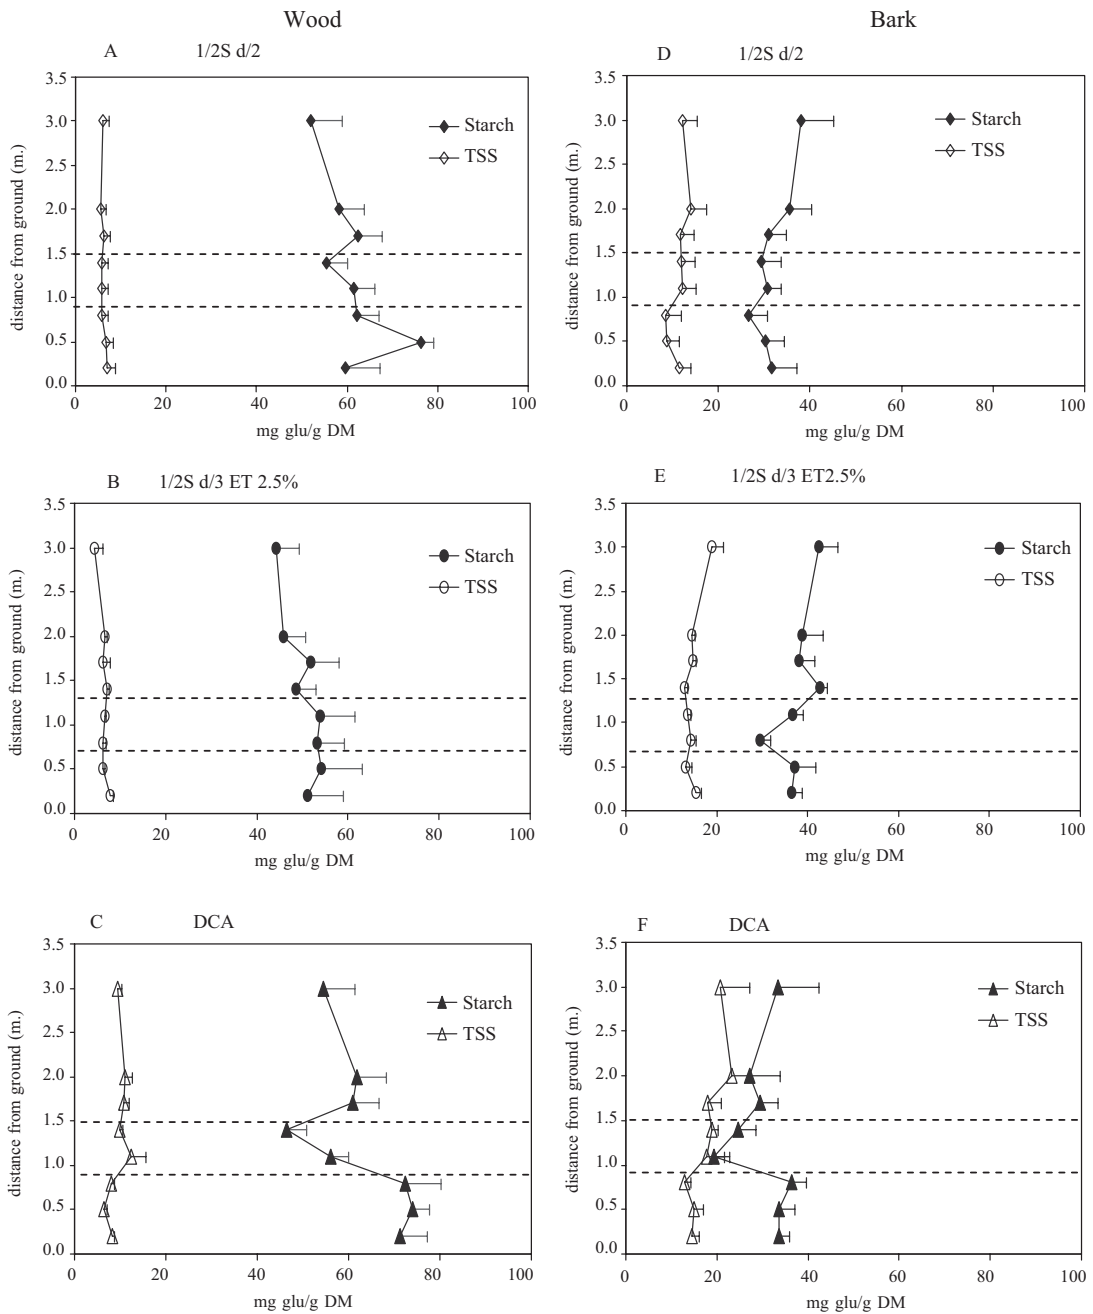 Wood
Bark
A 1/2S d/2
3.5
3.0
2.5
2.0
1.5
1.0
0.5
0.0
distance from ground (m.)
Starch
TSS
0 20 40 60 80 100
mg glu/g DM
D 1/2S d/2
3.5
3.0
2.5
2.0
1.5
1.0
0.5
0.0
distance from ground (m.)
Starch
TSS
0 20 40 60 80 100
mg glu/g DM
B 1/2S d/3 ET 2.5%
3.5
3.0
2.5
2.0
1.5
1.0
0.5
0.0
distance from ground (m.)
Starch
TSS
0 20 40 60 80 100
mg glu/g DM
E 1/2S d/3 ET2.5%
3.5
3.0
2.5
2.0
1.5
1.0
0.5
0.0
distance from ground (m.)
Starch
TSS
0 20 40 60 80 100
mg glu/g DM
C DCA
3.5
3.0
2.5
2.0
1.5
1.0
0.5
0.0
distance from ground (m.)
Starch
TSS
0 20 40 60 80 100
mg glu/g DM
F DCA
3.5
3.0
2.5
2.0
1.5
1.0
0.5
0.0
distance from ground (m.)
Starch
TSS
0 20 40 60 80 100
mg glu/g DM